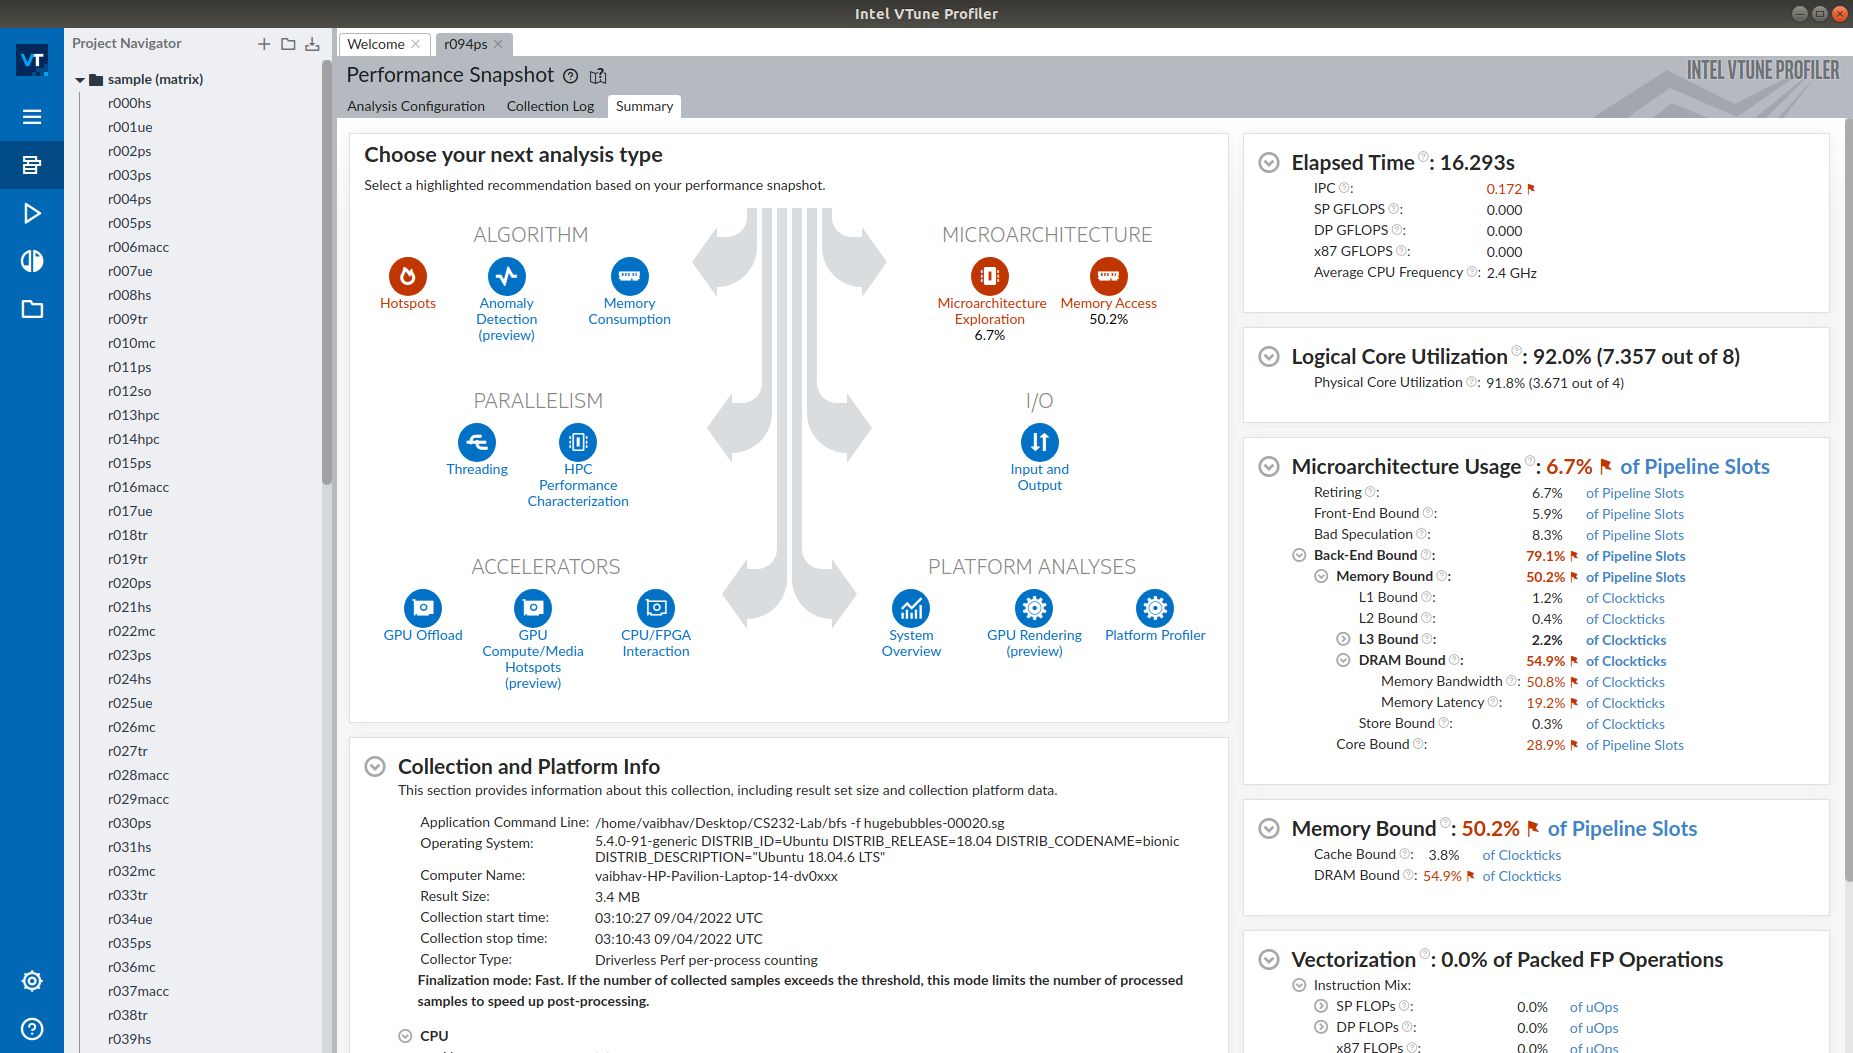 Intel VTune Profiler
VT
Project Navigator
sample (matrix)
r000hs
r001ue
r002ps
r003ps
r004ps
r005ps
r006macc
r007ue
r008hs
r009tr
r010mc
r011ps
r012so
r013hpc
r014hpc
r015ps
r016macc
r017ue
r018tr
r019tr
r020ps
r021hs
r022mc
r023ps
r024hs
r025ue
r026mc
r027tr
r028macc
r029macc
r030ps
r031hs
r032mc
r033tr
r034ue
r035ps
r036mc
r037macc
r038tr
r039hs
Welcome
r094ps
Performance Snapshot
INTEL VTUNE PROFILER
Analysis Configuration
Collection Log
Summary
Choose your next analysis type
Select a highlighted recommendation based on your performance snapshot.
ALGORITHM
Hotspots
Anomaly
Detection
(preview)
Memory
Consumption
MICROARCHITECTURE
Microarchitecture
Exploration
6.7%
Memory Access
50.2%
PARALLELISM
Threading
HPC
Performance
Characterization
I/O
Input and
Output
ACCELERATORS
GPU Offload
GPU
Compute/Media
Hotspots
(preview)
CPU/FPGA
Interaction
PLATFORM ANALYSES
System
Overview
GPU Rendering
(preview)
Platform Profiler
Collection and Platform Info
This section provides information about this collection, including result set size and collection platform data.
Application Command Line: /home/vaibhav/Desktop/CS232-Lab/bfs -f hugebubbles-00020.sg
Operating System: 5.4.0-91-generic DISTRIB_ID=Ubuntu DISTRIB_RELEASE=18.04 DISTRIB_CODENAME=bionic
DISTRIB_DESCRIPTION="Ubuntu 18.04.6 LTS"
Computer Name: vaibhav-HP-Pavilion-Laptop-14-dv0xxx
Result Size: 3.4 MB
Collection start time: 03:10:27 09/04/2022 UTC
Collection stop time: 03:10:43 09/04/2022 UTC
Collector Type: Driverless Perf per-process counting
Finalization mode: Fast. If the number of collected samples exceeds the threshold, this mode limits the number of processed
samples to speed up post-processing.
CPU
Elapsed Time: 16.293s
IPC: 0.172
SP GFLOPS: 0.000
DP GFLOPS: 0.000
x87 GFLOPS: 0.000
Average CPU Frequency: 2.4 GHz
Logical Core Utilization: 92.0% (7.357 out of 8)
Physical Core Utilization: 91.8% (3.671 out of 4)
Microarchitecture Usage: 6.7% of Pipeline Slots
Retiring: 6.7% of Pipeline Slots
Front-End Bound: 5.9% of Pipeline Slots
Bad Speculation: 8.3% of Pipeline Slots
Back-End Bound: 79.1% of Pipeline Slots
Memory Bound: 50.2% of Pipeline Slots
L1 Bound: 1.2% of Clockticks
L2 Bound: 0.4% of Clockticks
L3 Bound: 2.2% of Clockticks
DRAM Bound: 54.9% of Clockticks
Memory Bandwidth: 50.8% of Clockticks
Memory Latency: 19.2% of Clockticks
Store Bound: 0.3% of Clockticks
Core Bound: 28.9% of Pipeline Slots
Memory Bound: 50.2% of Pipeline Slots
Cache Bound: 3.8% of Clockticks
DRAM Bound: 54.9% of Clockticks
Vectorization: 0.0% of Packed FP Operations
Instruction Mix:
SP FLOPs: 0.0% of uOps
DP FLOPs: 0.0% of uOps
x87 FLOPs: 0.0% of uOps